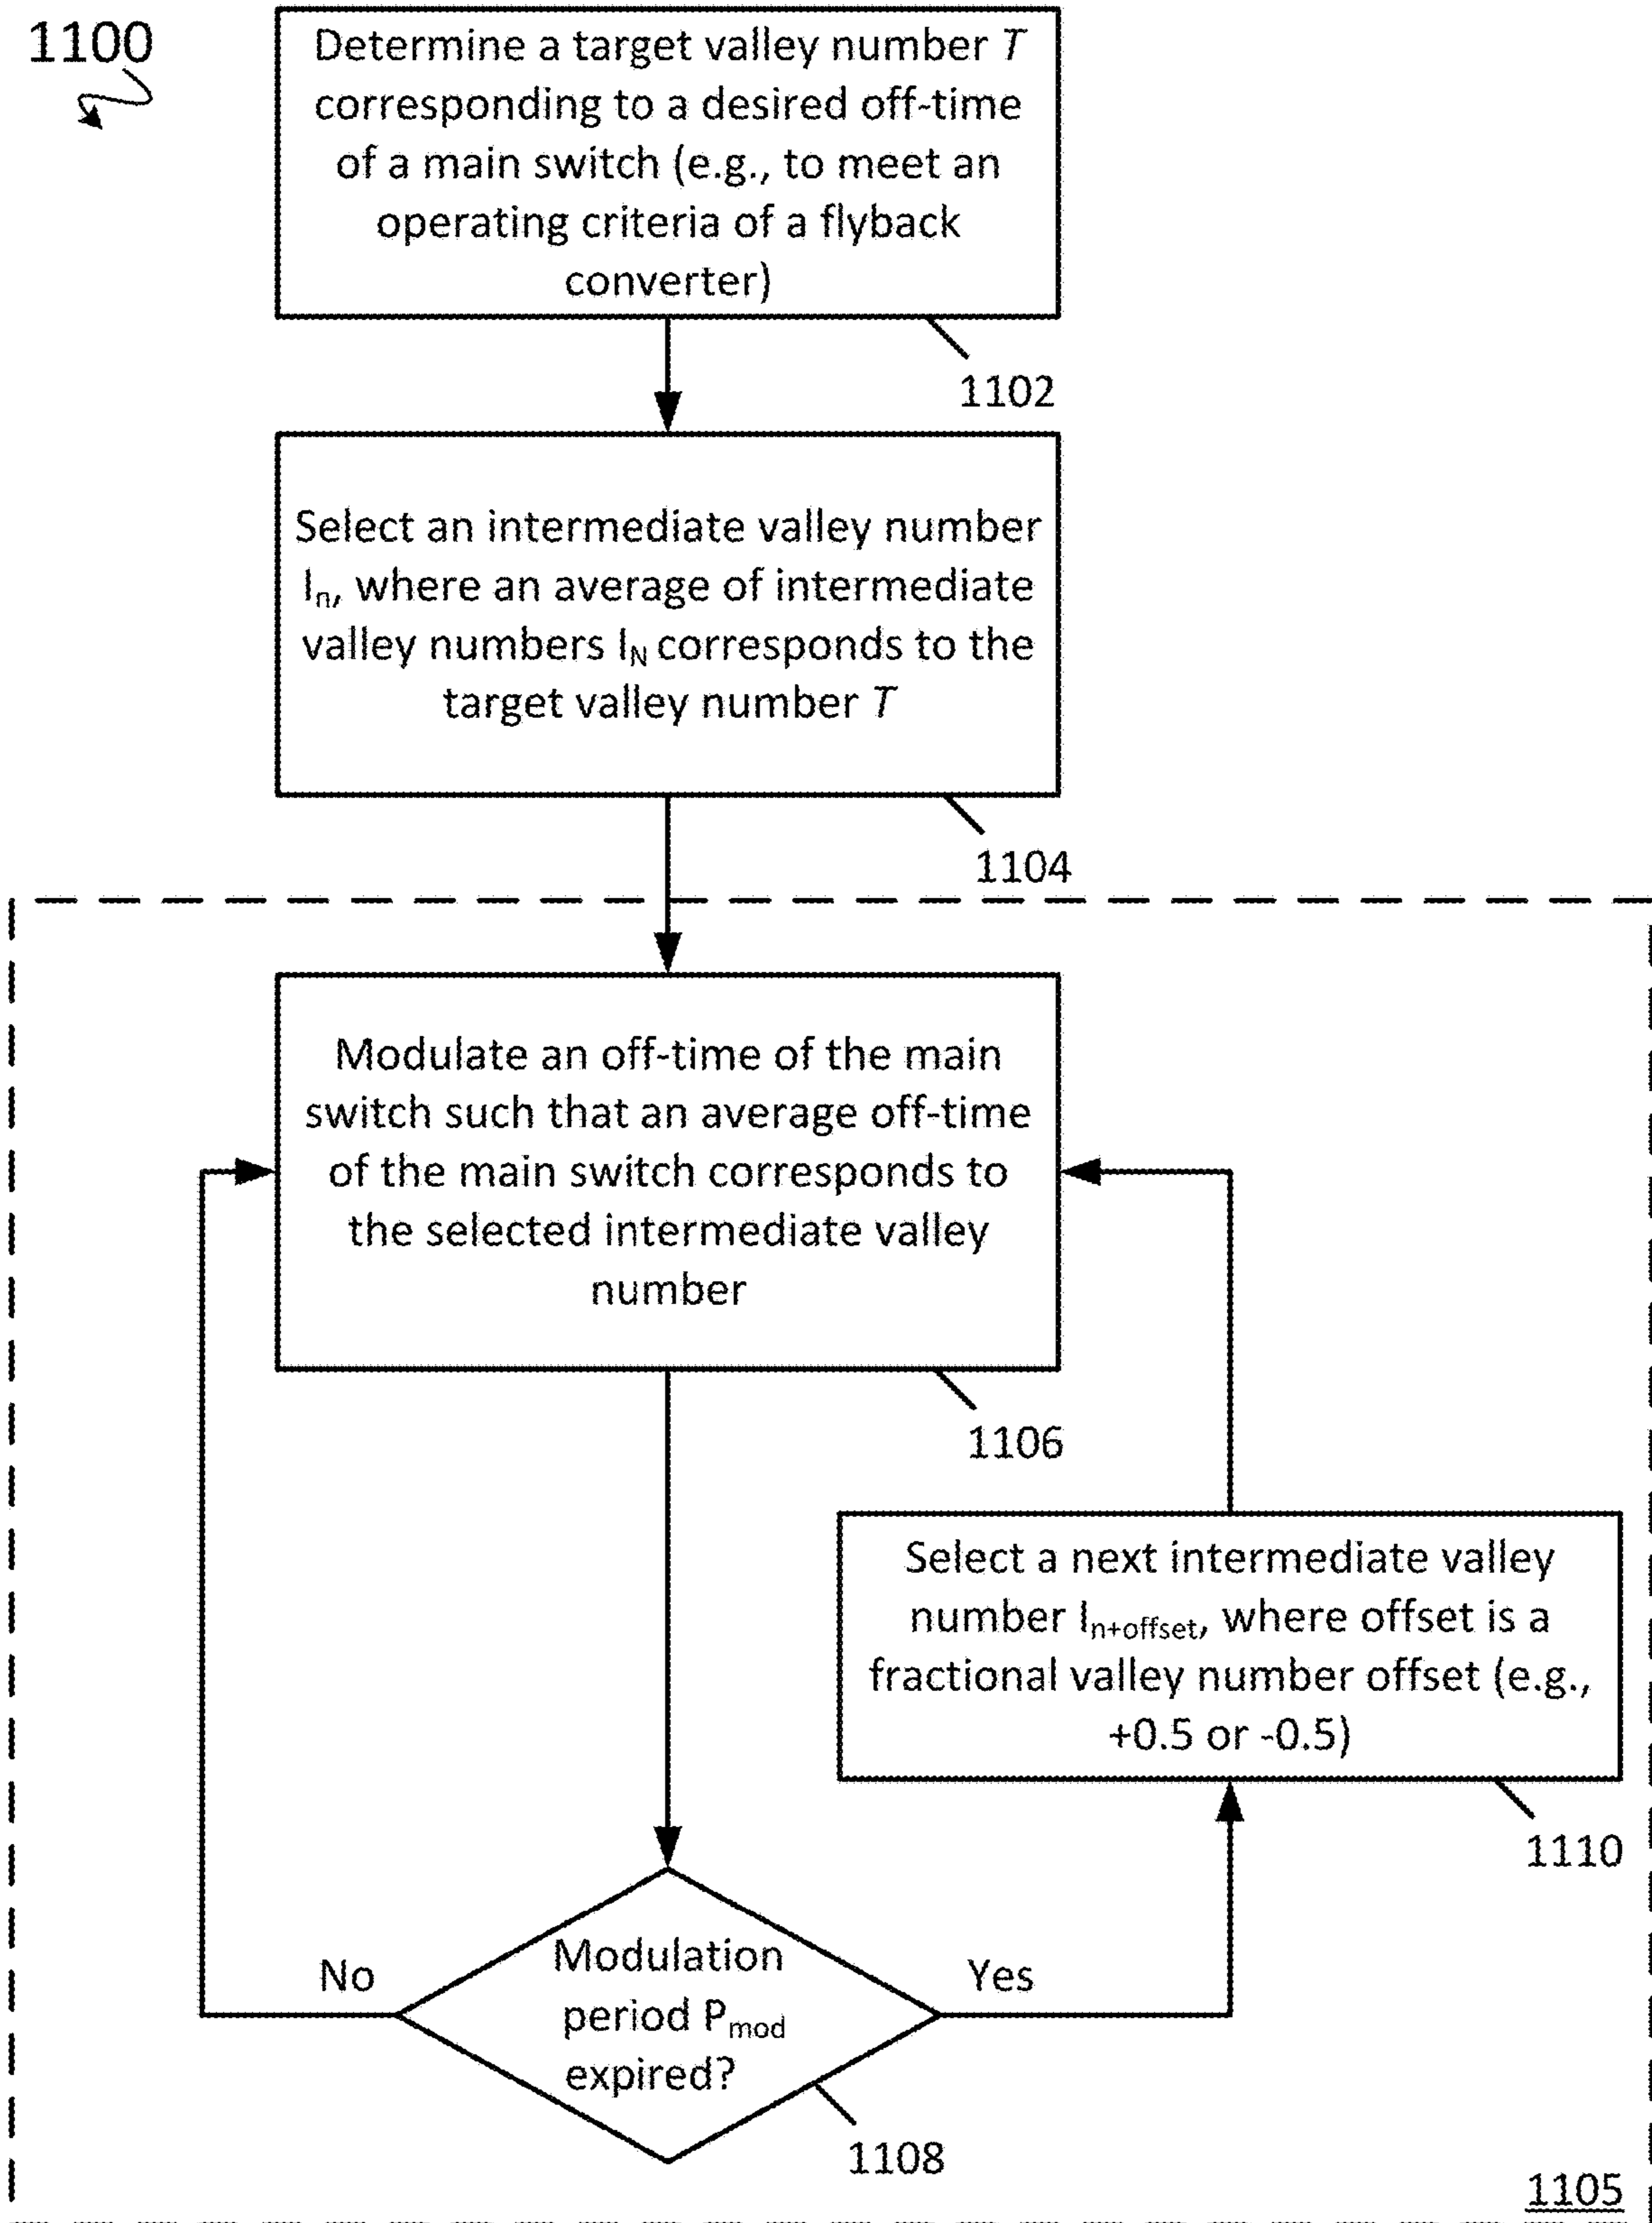 1100
Determine a target valley number T
corresponding to a desired off-time
of a main switch (e.g., to meet an
operating criteria of a flyback
converter)
1102
Select an intermediate valley number
Iₙ, where an average of intermediate
valley numbers I_N corresponds to the
target valley number T
1104
Modulate an off-time of the main
switch such that an average off-time
of the main switch corresponds to
the selected intermediate valley
number
1106
Select a next intermediate valley
number I_n+offset, where offset is a
fractional valley number offset (e.g.,
+0.5 or -0.5)
1110
Modulation
period P_mod
expired?
No
Yes
1108
1105